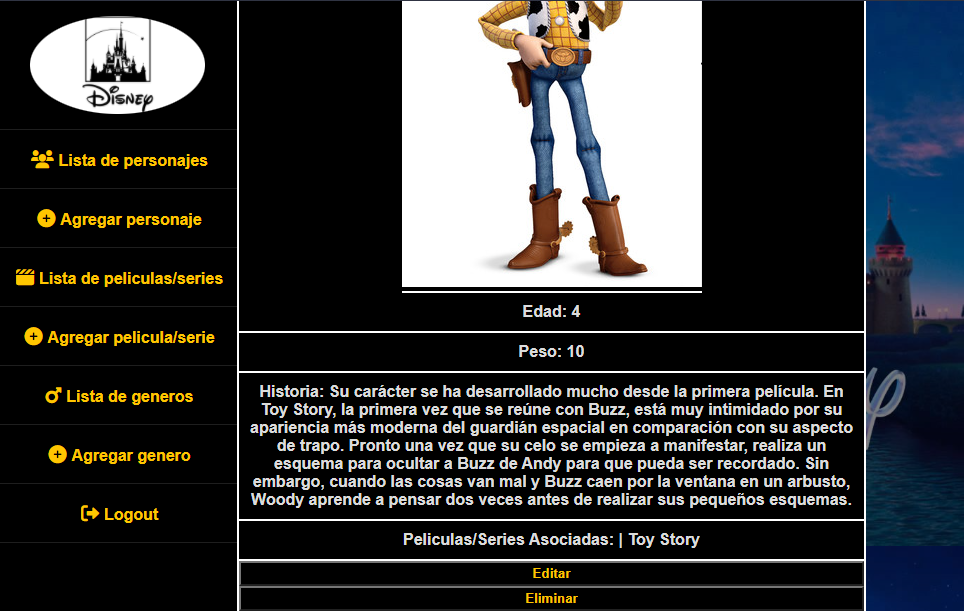 Disney
Lista de personajes
Agregar personaje
Lista de peliculas/series
Agregar pelicula/serie
Lista de generos
Agregar genero
Logout
Edad: 4
Peso: 10
Historia: Su carácter se ha desarrollado mucho desde la primera película. En
Toy Story, la primera vez que se reúne con Buzz, está muy intimidado por su
apariencia más moderna del guardián espacial en comparación con su aspecto
de trapo. Pronto una vez que su celo se empieza a manifestar, realiza un
esquema para ocultar a Buzz de Andy para que pueda ser recordado. Sin
embargo, cuando las cosas van mal y Buzz caen por la ventana en un arbusto,
Woody aprende a pensar dos veces antes de realizar sus pequeños esquemas.
Peliculas/Series Asociadas: | Toy Story
Editar
Eliminar